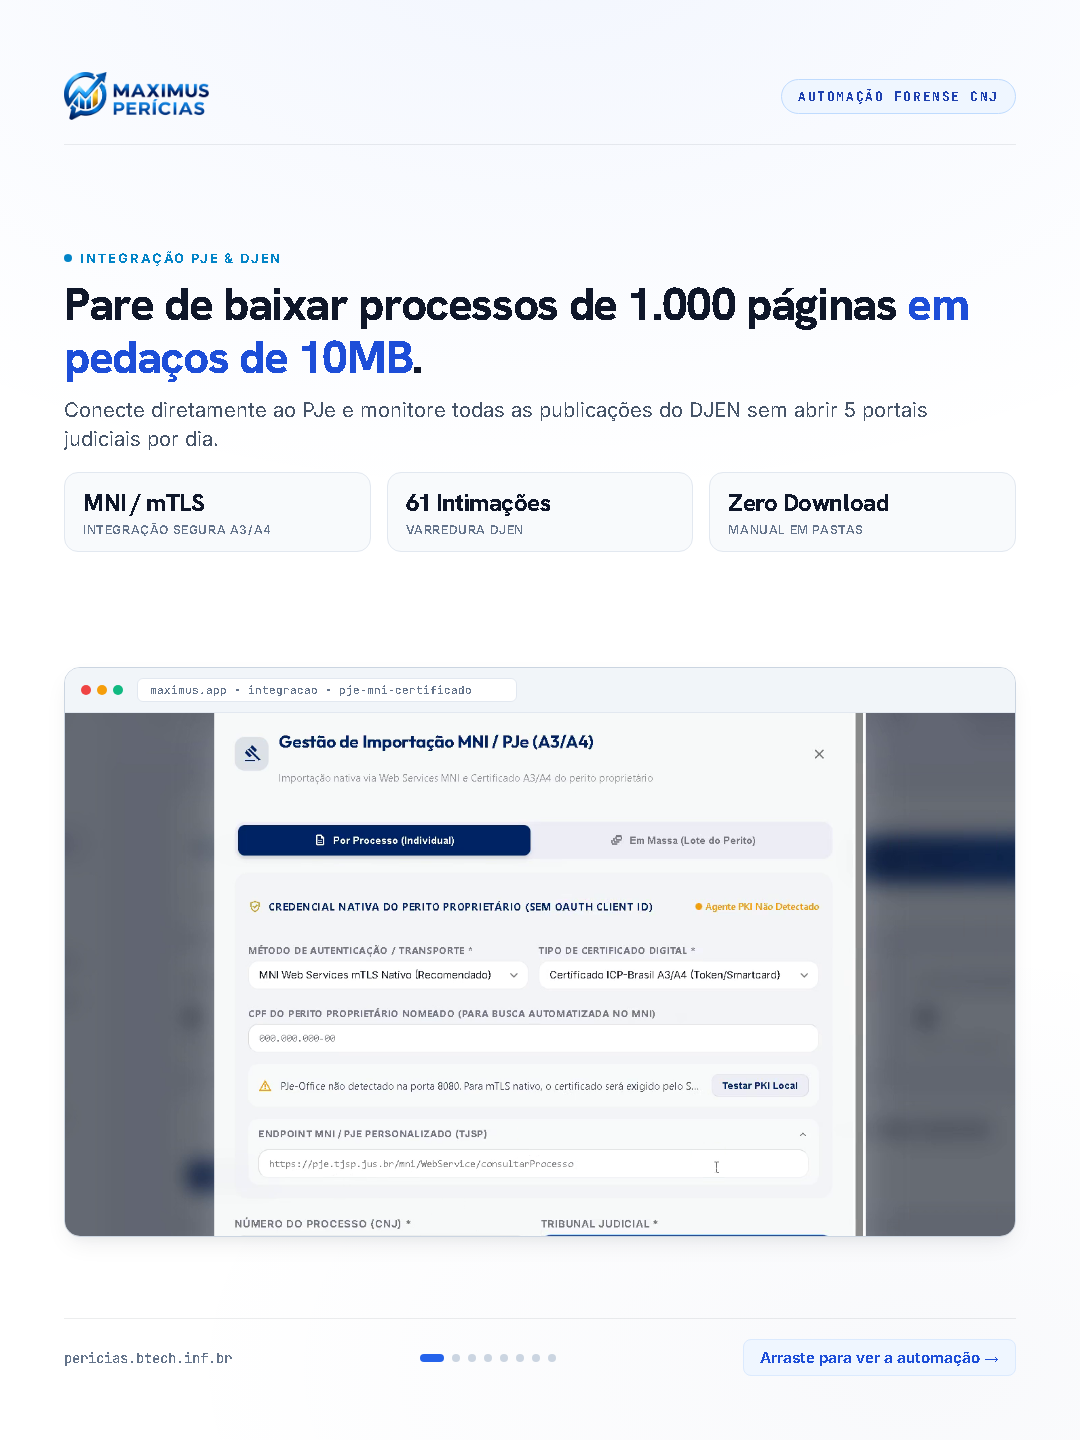 MAXIMUS
PERÍCIAS
AUTOMAÇÃO FORENSE CNJ
INTEGRAÇÃO PJE & DJEN
Pare de baixar processos de 1.000 páginas em
pedaços de 10MB.
Conecte diretamente ao PJe e monitore todas as publicações do DJEN sem abrir 5 portais
judiciais por dia.
MNI / mTLS
INTEGRAÇÃO SEGURA A3/A4
61 Intimações
VARREDURA DJEN
Zero Download
MANUAL EM PASTAS
maximus.app • integracao • pje-mni-certificado
Gestão de Importação MNI / PJe (A3/A4)
Importação nativa via Web Services MNI e Certificado A3/A4 do perito proprietário
Por Processo (Individual)
Em Massa (Lote do Perito)
CREDENCIAL NATIVA DO PERITO PROPRIETÁRIO (SEM OAUTH CLIENT ID)
Agente PKI Não Detectado
MÉTODO DE AUTENTICAÇÃO / TRANSPORTE *
TIPO DE CERTIFICADO DIGITAL *
MNI Web Services mTLS Nativo (Recomendado)
Certificado ICP-Brasil A3/A4 (Token/Smartcard)
CPF DO PERITO PROPRIETÁRIO NOMEADO (PARA BUSCA AUTOMATIZADA NO MNI)
000.000.000-00
PJe-Office não detectado na porta 8080. Para mTLS nativo, o certificado será exigido pelo S...
Testar PKI Local
ENDPOINT MNI / PJE PERSONALIZADO (TJSP)
https://pje.tjsp.jus.br/mni/WebService/consultarProcesso
NÚMERO DO PROCESSO (CNJ) *
TRIBUNAL JUDICIAL *
pericias.btech.inf.br
Arraste para ver a automação →